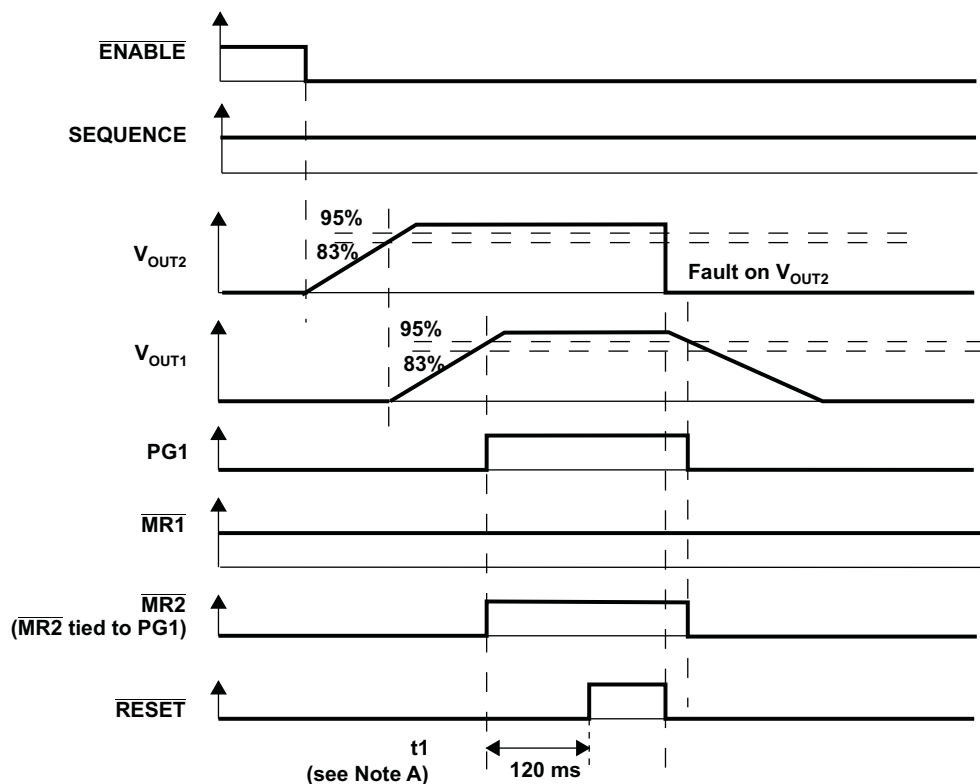 ENABLE
SEQUENCE
95%
83%
VOUT2
Fault on VOUT2
95%
83%
VOUT1
PG1
MR1
MR2
(MR2 tied to PG1)
RESET
t1
(see Note A)
120 ms